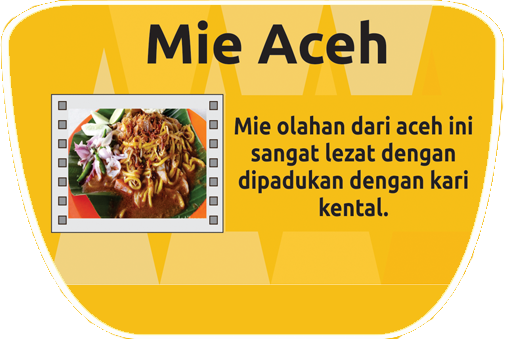 Mie Aceh
Mie olahan dari aceh ini
sangat lezat dengan
dipadukan dengan kari
kental.